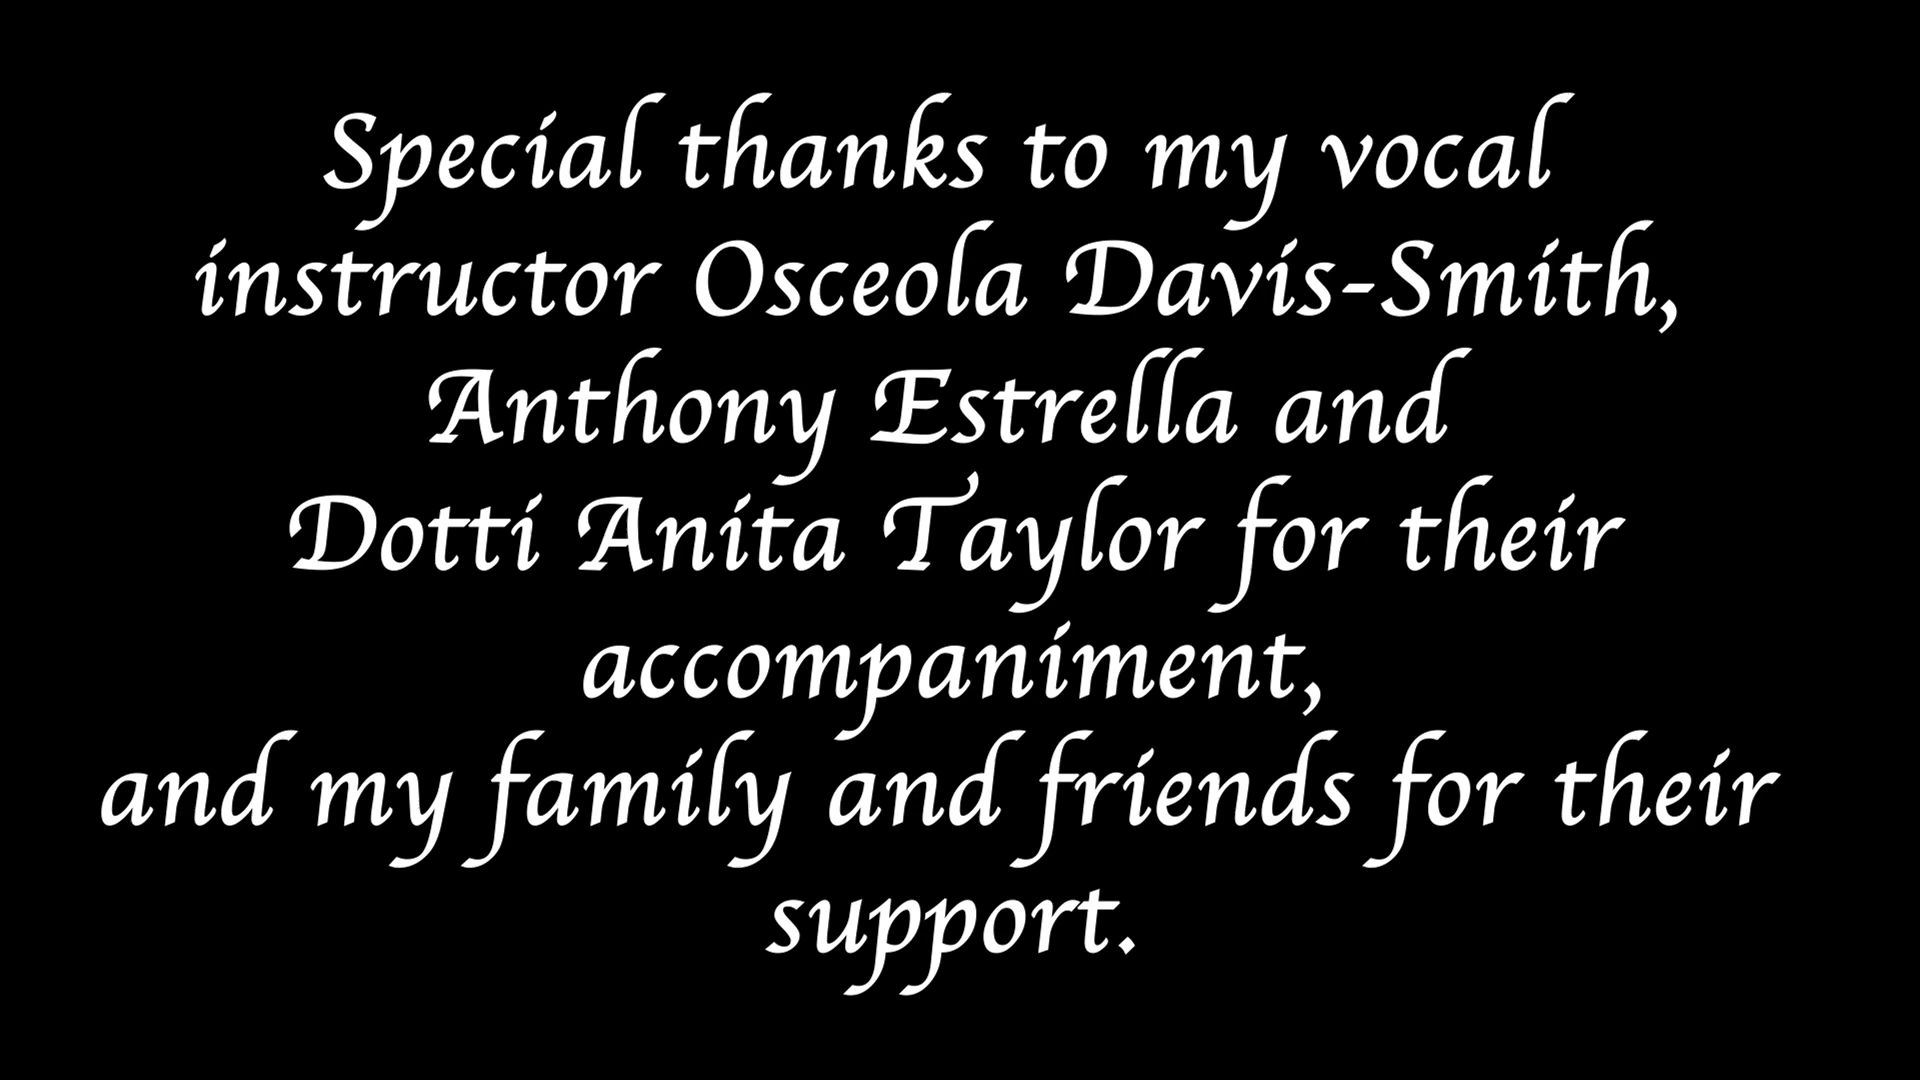 Special thanks to my vocal
instructor Osceola Davis-Smith,
Anthony Estrella and
Dotti Anita Taylor for their
accompaniment,
and my family and friends for their
support.